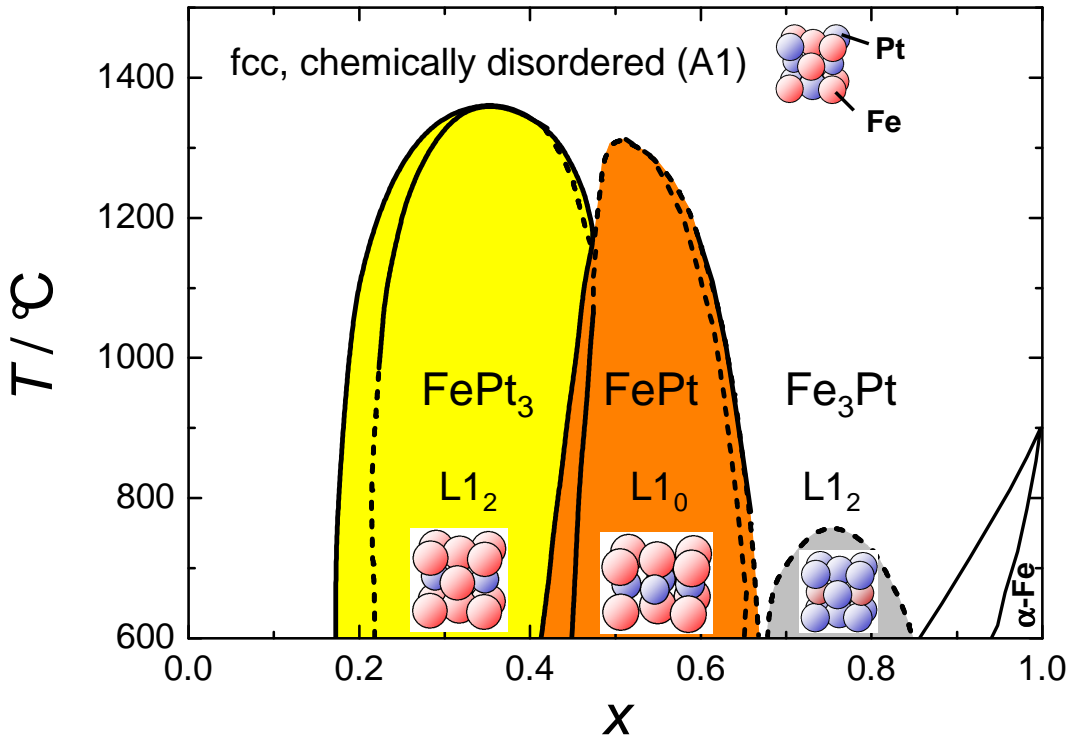 fcc, chemically disordered (A1)
Pt
Fe
1400
1200
1000
800
600
T / °C
FePt₃
FePt
Fe₃Pt
L1₂
L1₀
L1₂
α-Fe
0.0
0.2
0.4
0.6
0.8
1.0
x